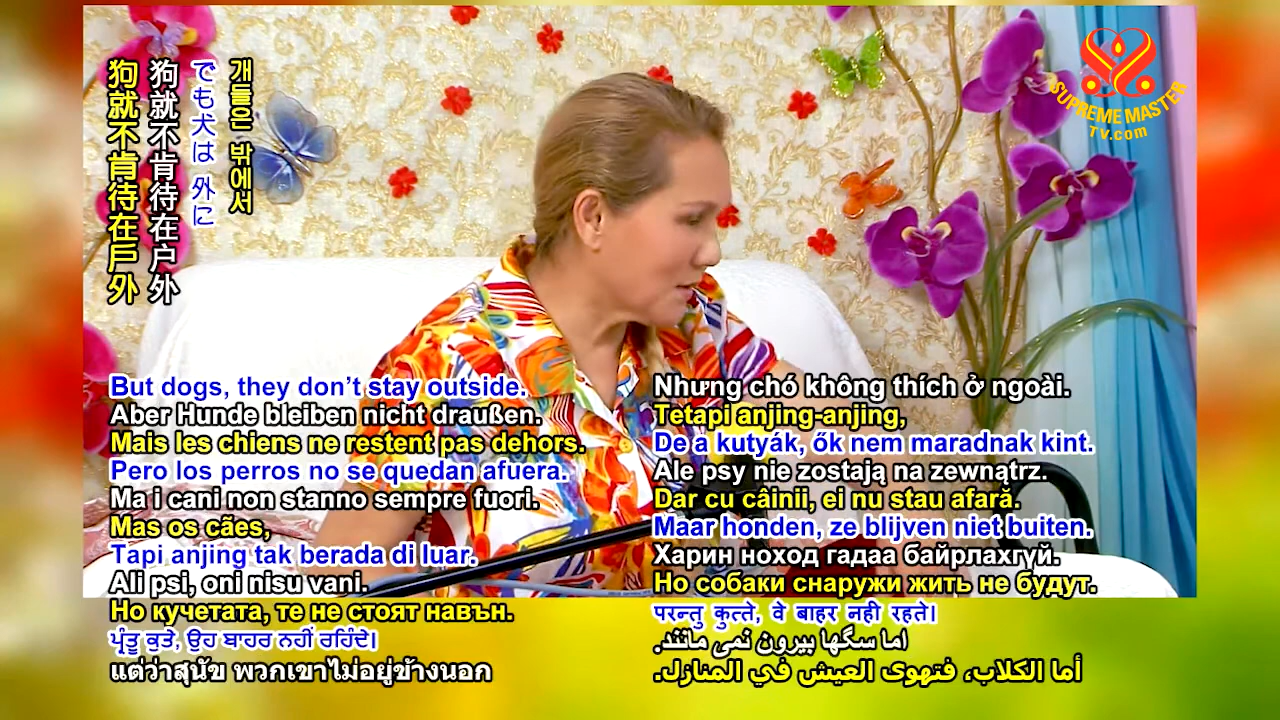 狗就不肯待在戶外
狗就不肯待在户外
でも犬は 外に
개들은 밖에서
SUPREME MASTER
TV.com
But dogs, they don’t stay outside.
Aber Hunde bleiben nicht draußen.
Mais les chiens ne restent pas dehors.
Pero los perros no se quedan afuera.
Ma i cani non stanno sempre fuori.
Mas os cães,
Tapi anjing tak berada di luar.
Ali psi, oni nisu vani.
Но кучетата, те не стоят навън.
ਪ੍ਰੰਤੂ ਕੁਤੇ, ਉਹ ਬਾਹਰ ਨਹੀਂ ਰਹਿੰਦੇ।
แต่ว่าสุนัข พวกเขาไม่อยู่ข้างนอก
Nhưng chó không thích ở ngoài.
Tetapi anjing-anjing,
De a kutyák, ők nem maradnak kint.
Ale psy nie zostają na zewnątrz.
Dar cu câinii, ei nu stau afară.
Maar honden, ze blijven niet buiten.
Харин ноход гадаа байрлахгүй.
Но собаки снаружи жить не будут.
परन्तु कुत्ते, वे बाहर नही रहते।
اما سگها بیرون نمی مانند.
أما الكلاب، فتهوى العيش في المنازل.